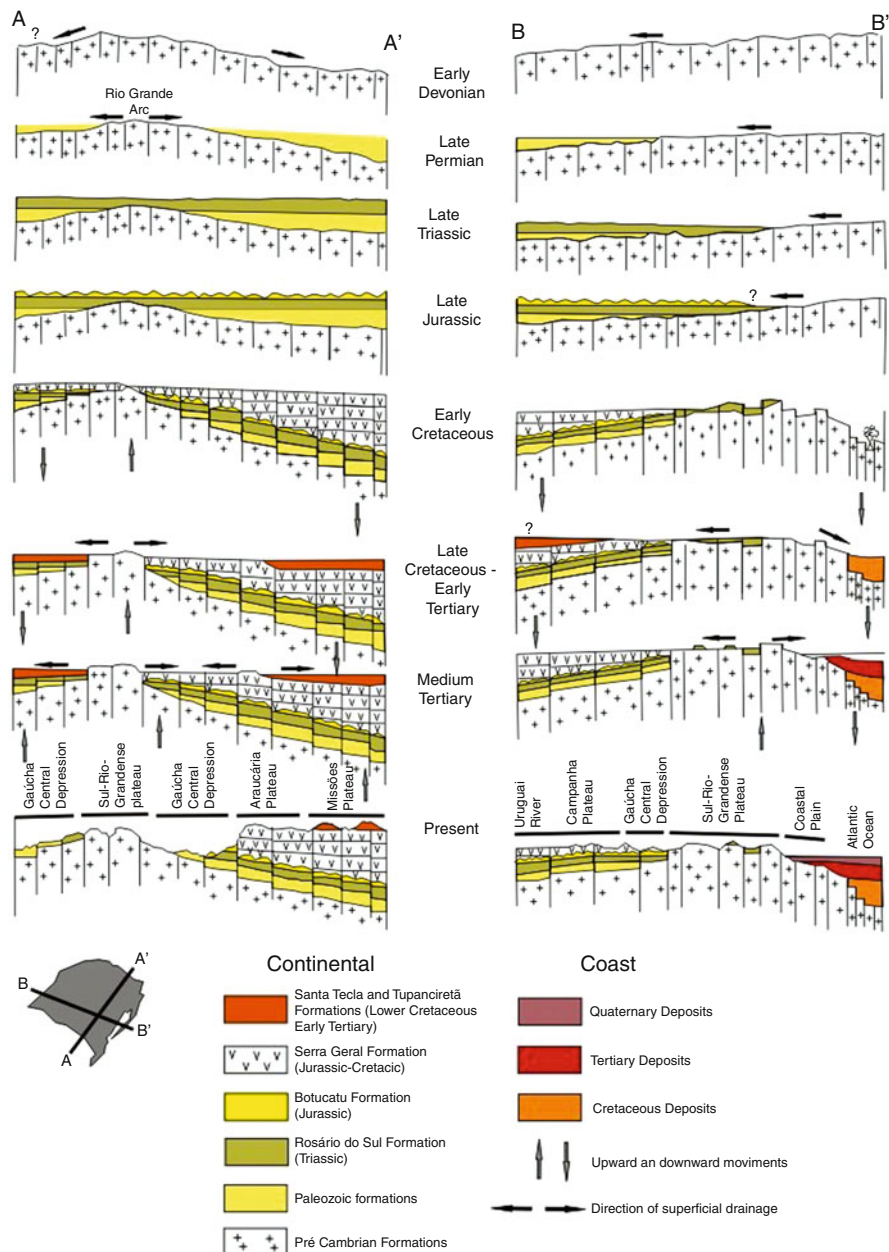 A
A'
B
B'
?
Early
Devonian
Rio Grande
Arc
Late
Permian
Late
Triassic
Late
Jurassic
?
Early
Cretaceous
Late
Cretaceous -
Early
Tertiary
?
Medium
Tertiary
Gaúcha
Central
Depression
Sul-Rio-
Grandense
plateau
Gaúcha
Central
Depression
Araucária
Plateau
Missões
Plateau
Present
Uruguai
River
Campanha
Plateau
Gaúcha
Central
Depression
Sul-Rio-
Grandense
Plateau
Coastal
Plain
Atlantic
Ocean
A'
B
B'
A
Continental
Santa Tecla and Tupanciretã
Formations (Lower Cretaceous
Early Tertiary)
Serra Geral Formation
(Jurassic-Cretacic)
Botucatu Formation
(Jurassic)
Rosário do Sul Formation
(Triassic)
Paleozoic formations
Pré Cambrian Formations
Coast
Quaternary Deposits
Tertiary Deposits
Cretaceous Deposits
Upward an downward moviments
Direction of superficial drainage